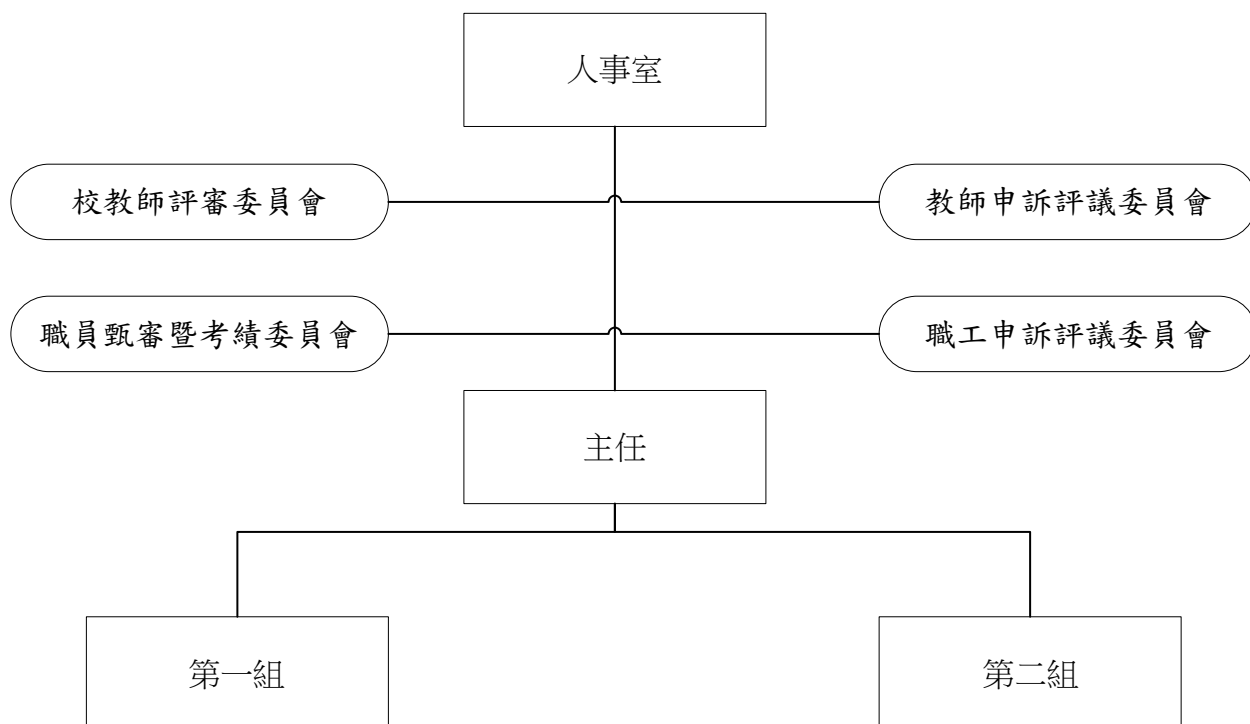 人事室
校教師評審委員會
教師申訴評議委員會
職員甄審暨考績委員會
職工申訴評議委員會
主任
第一組
第二組